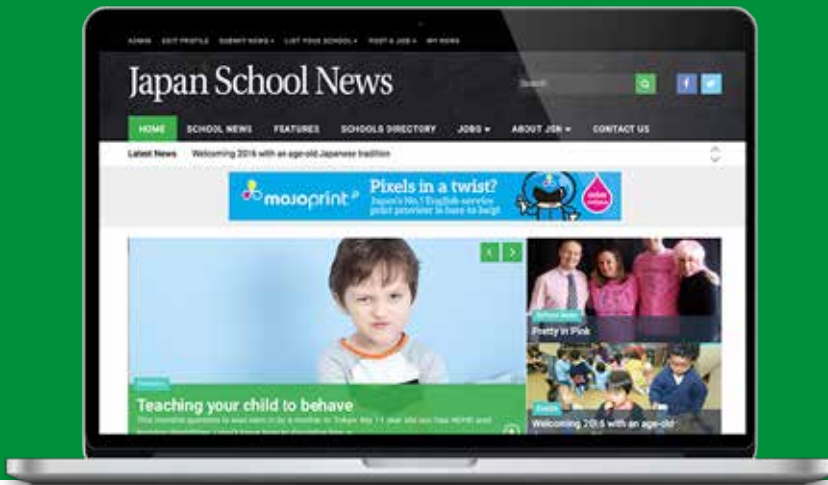 ADMIN EDIT PROFILE SUBMIT NEWS LIST YOUR SCHOOL POST A JOB MY NEWS
Japan School News
Search
HOME SCHOOL NEWS FEATURES SCHOOLS DIRECTORY JOBS ABOUT JSN CONTACT US
Latest News Welcoming 2016 with an age-old Japanese tradition
mojoprint
Pixels in a twist?
Japan's No.1 English-service
print provider is here to help!
School News
Pretty in Pink
Teaching your child to behave
Events
Welcoming 2016 with an age-old